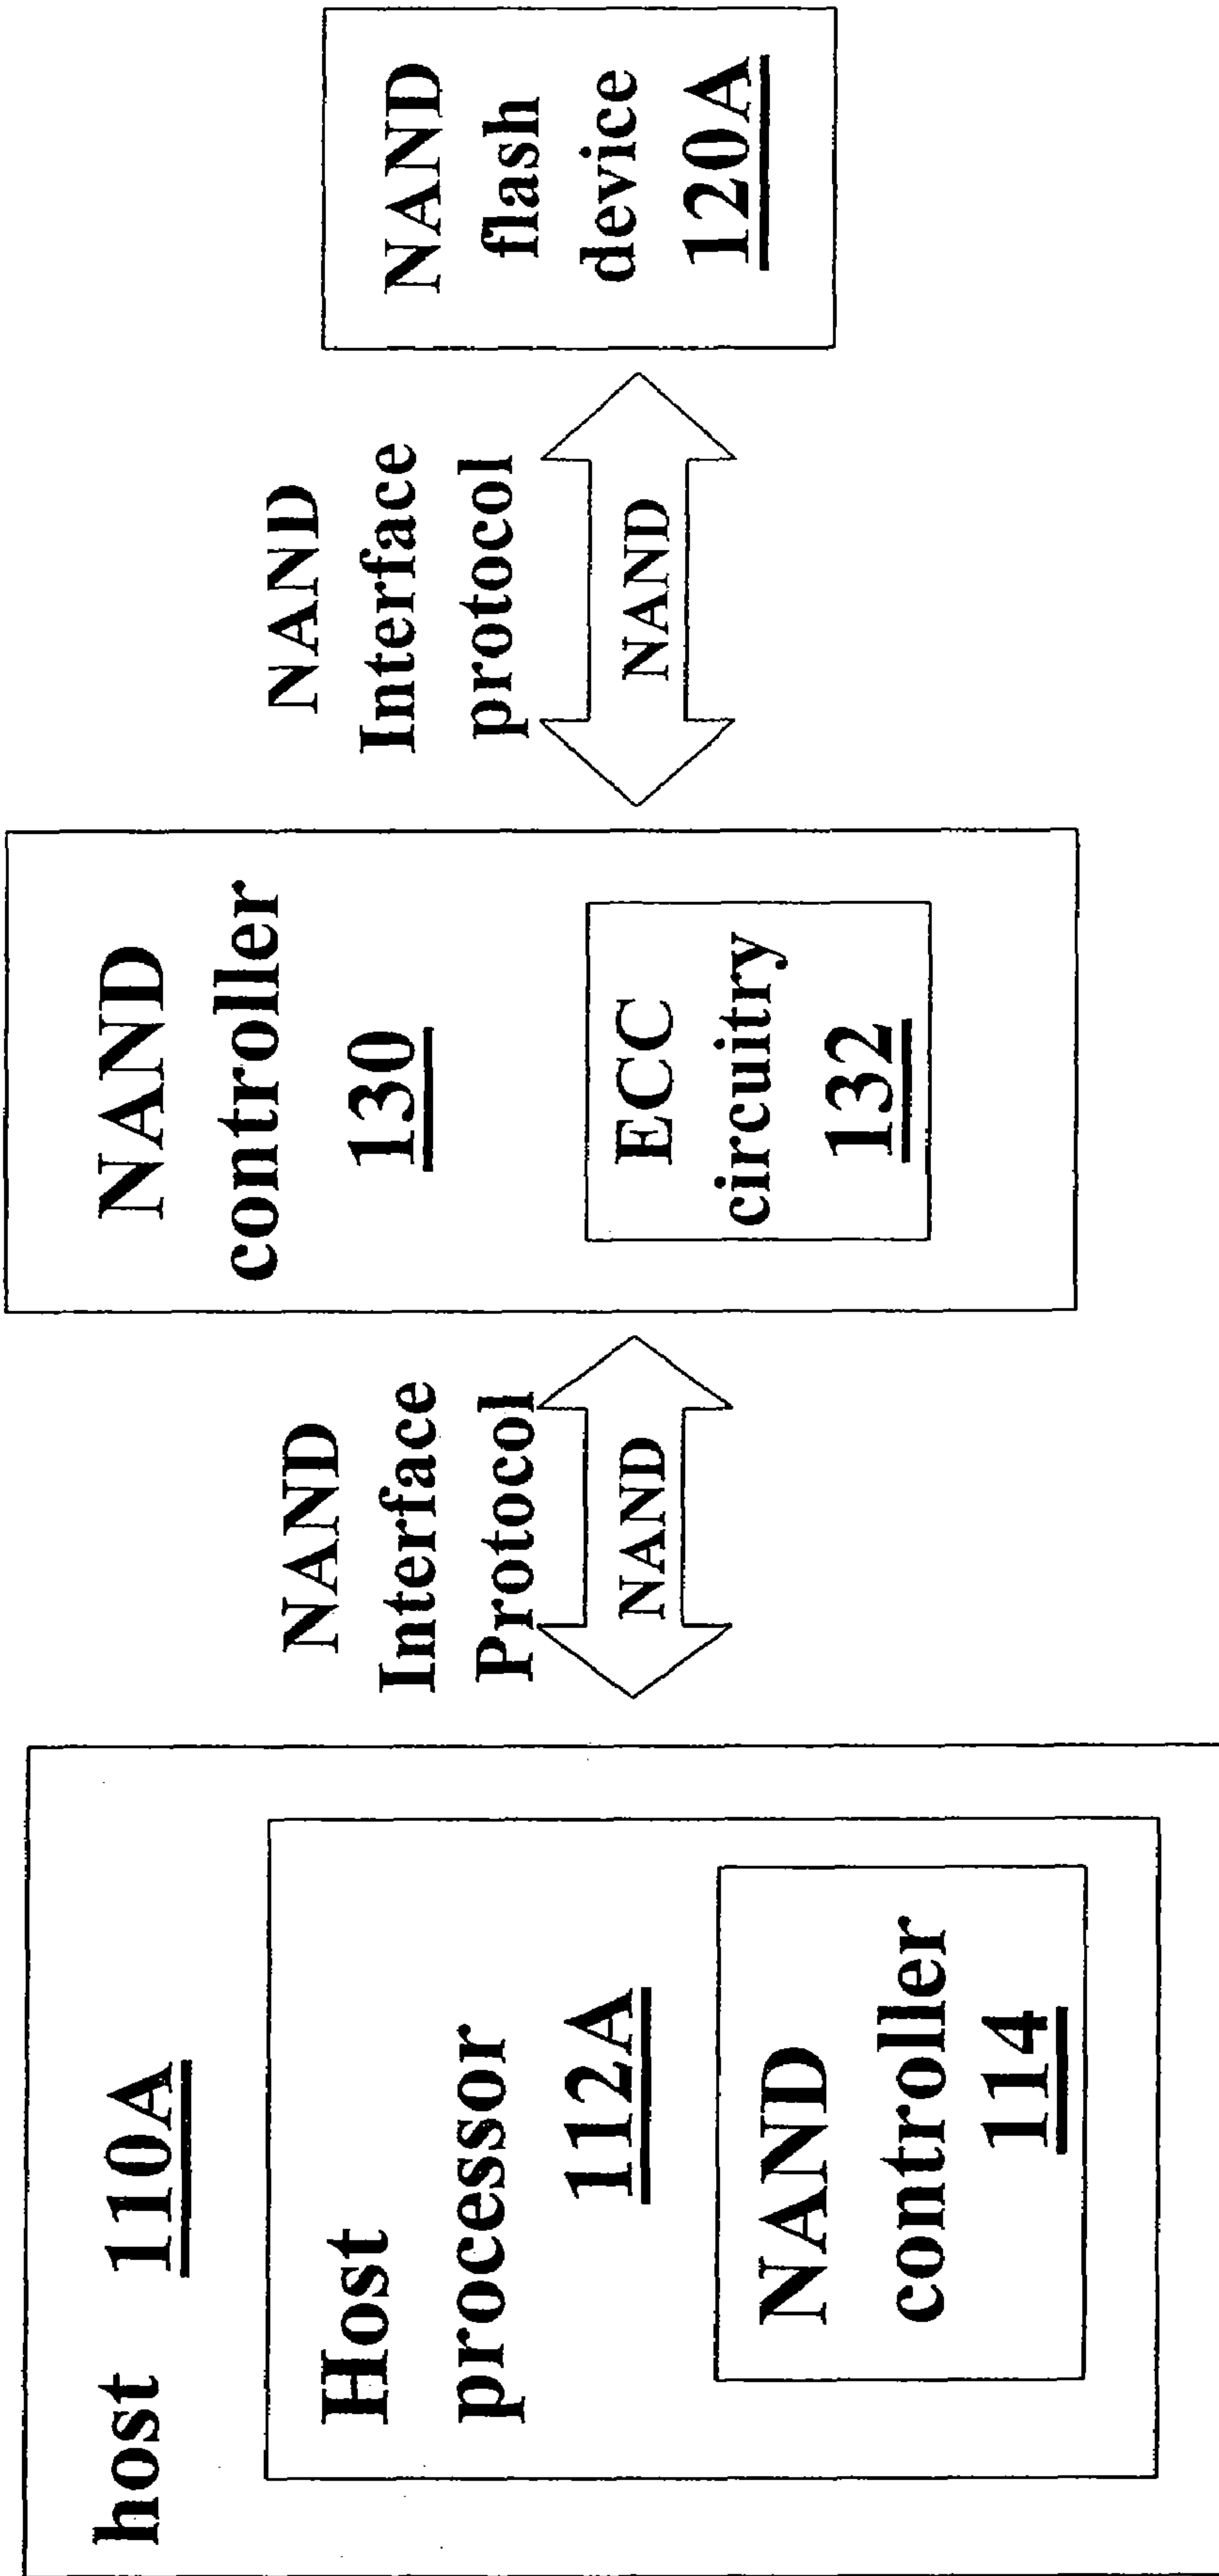 host 110A
Host
processor
112A
NAND
controller
114
NAND
Interface
Protocol
NAND
NAND
controller
130
ECC
circuitry
132
NAND
Interface
protocol
NAND
NAND
flash
device
120A